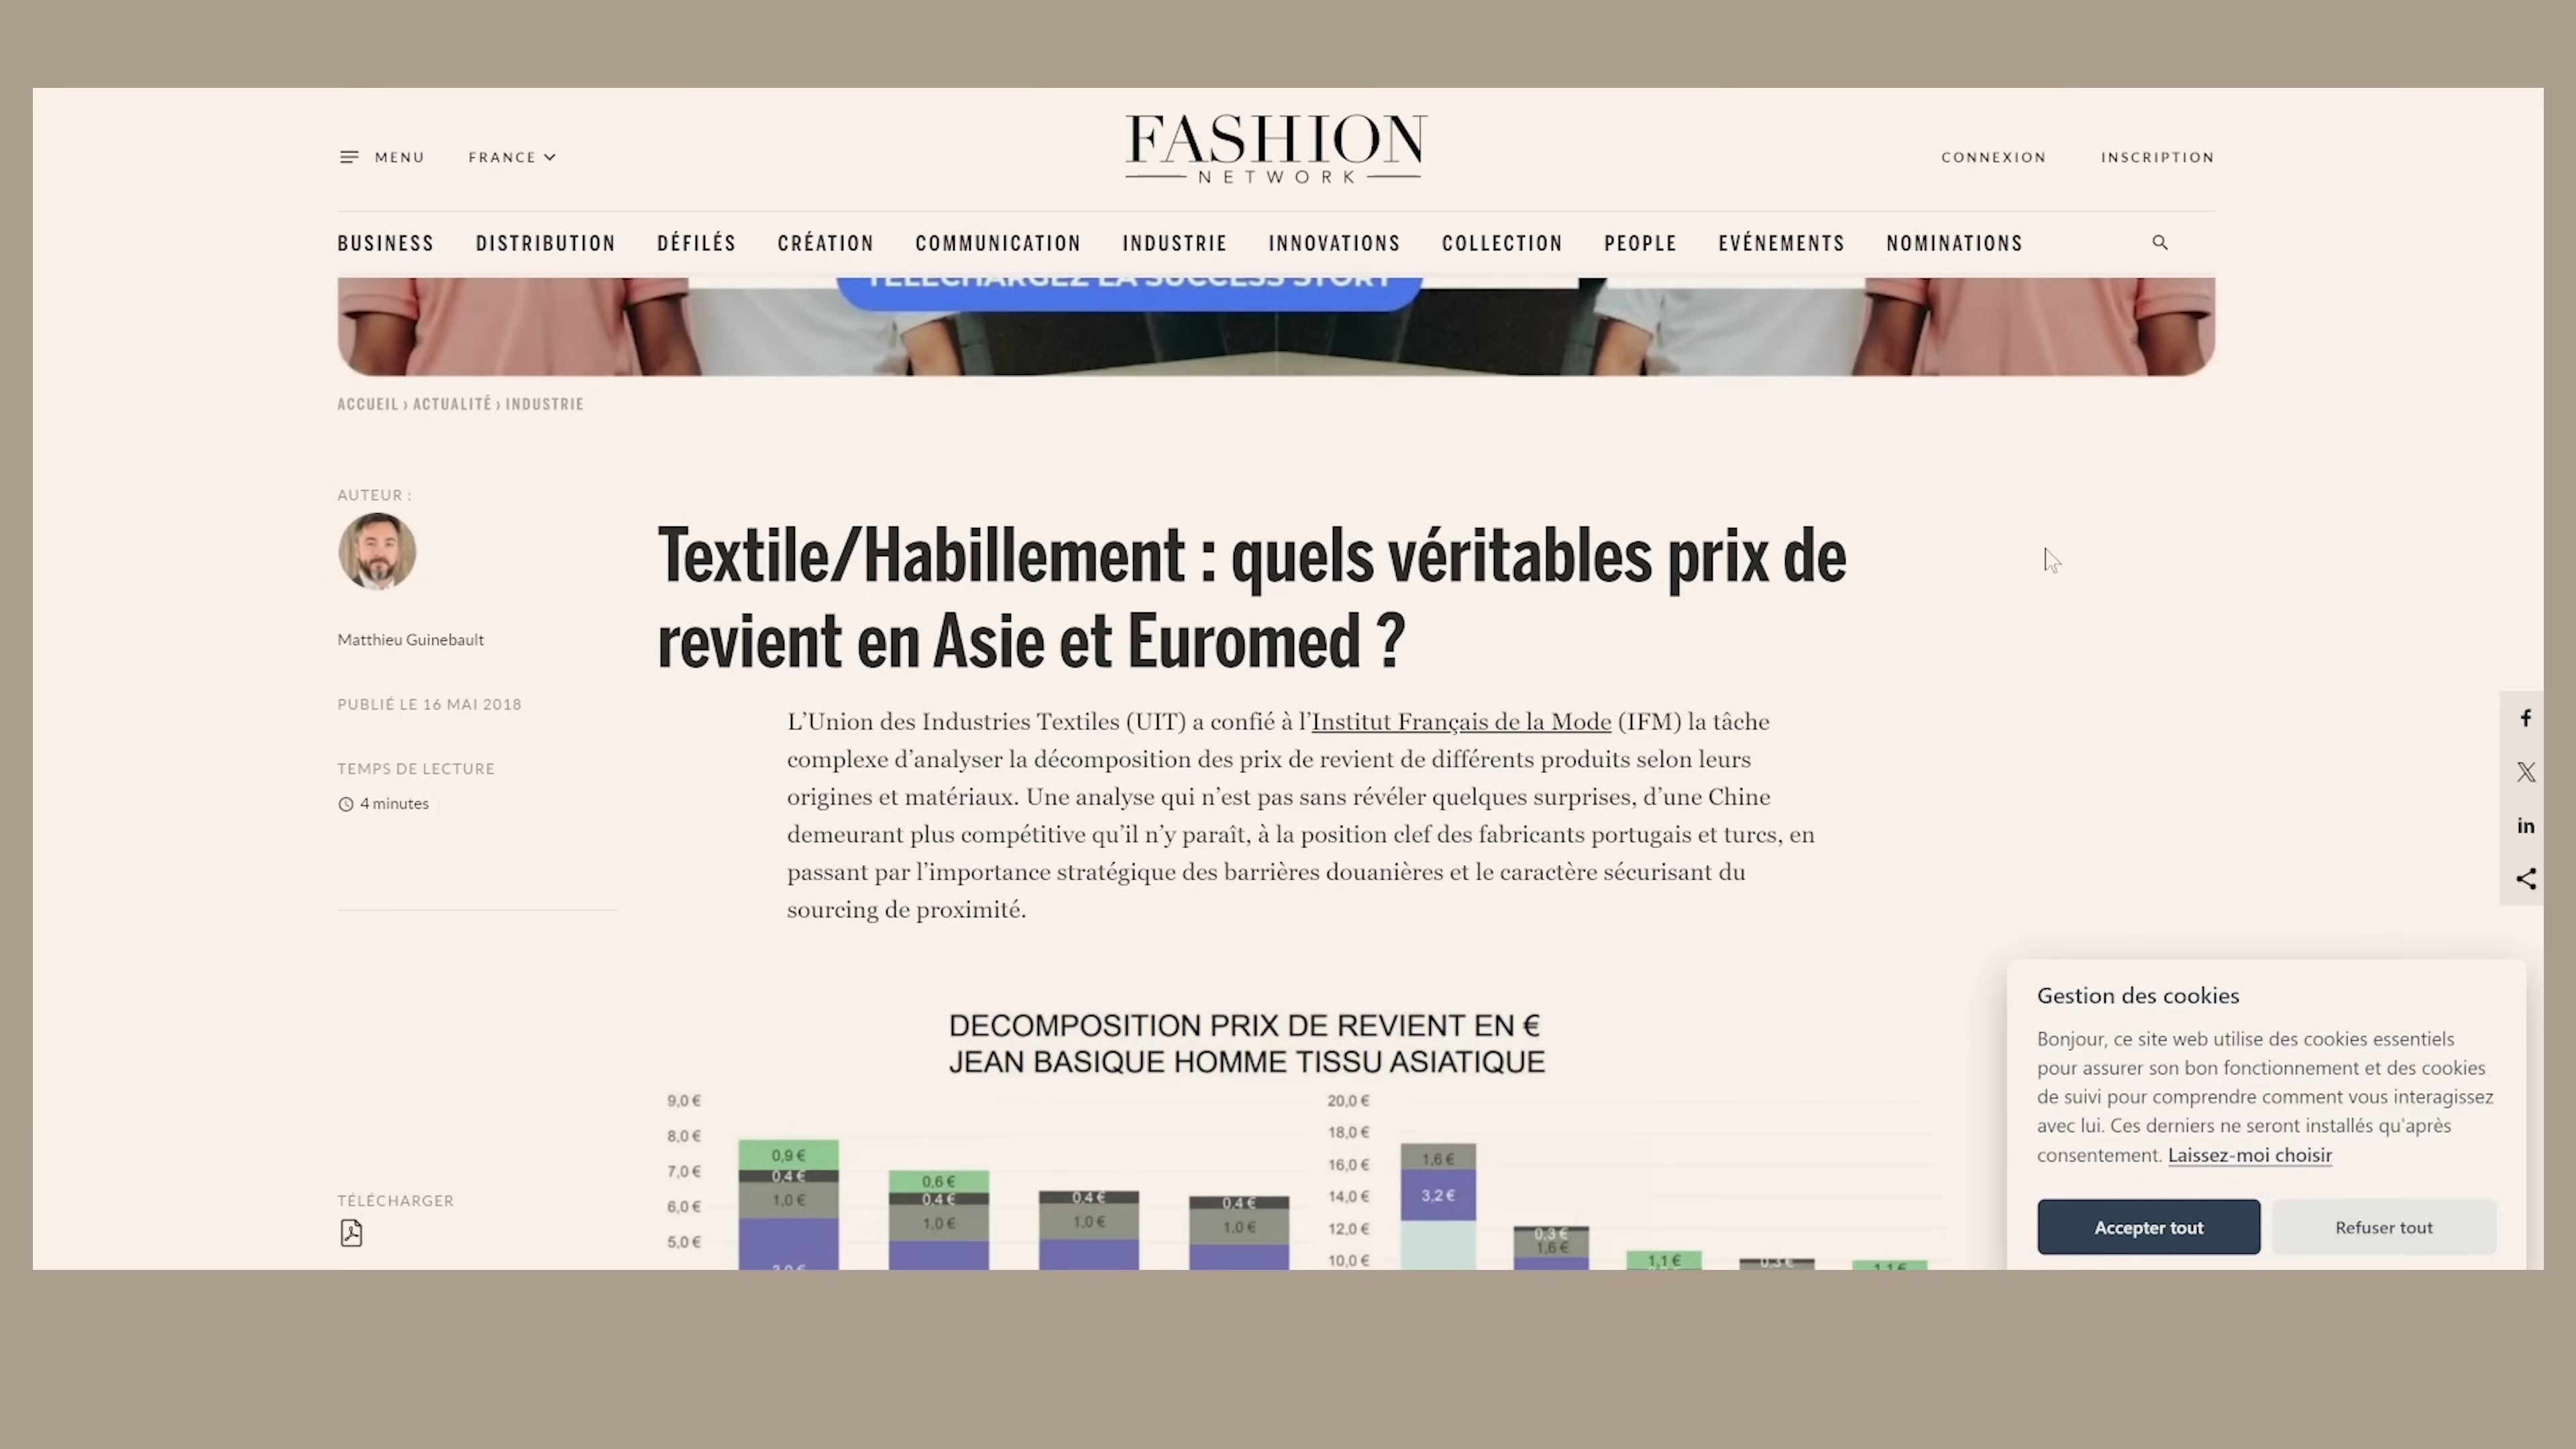 FASHION
NETWORK
MENU
FRANCE
CONNEXION
INSCRIPTION
BUSINESS
DISTRIBUTION
DÉFILÉS
CRÉATION
COMMUNICATION
INDUSTRIE
INNOVATIONS
COLLECTION
PEOPLE
EVÉNEMENTS
NOMINATIONS
TÉLÉCHARGEZ LA SUCCESS STORY
ACCUEIL › ACTUALITÉ › INDUSTRIE
AUTEUR :
Matthieu Guinebault
PUBLIÉ LE 16 MAI 2018
TEMPS DE LECTURE
4 minutes
TÉLÉCHARGER
Textile/Habillement : quels véritables prix de
revient en Asie et Euromed ?
L’Union des Industries Textiles (UIT) a confié à l’Institut Français de la Mode (IFM) la tâche
complexe d’analyser la décomposition des prix de revient de différents produits selon leurs
origines et matériaux. Une analyse qui n’est pas sans révéler quelques surprises, d’une Chine
demeurant plus compétitive qu’il n’y paraît, à la position clef des fabricants portugais et turcs, en
passant par l’importance stratégique des barrières douanières et le caractère sécurisant du
sourcing de proximité.
DECOMPOSITION PRIX DE REVIENT EN €
JEAN BASIQUE HOMME TISSU ASIATIQUE
9,0 €
8,0 €
7,0 €
6,0 €
5,0 €
0,9 €
0,4 €
1,0 €
0,6 €
0,4 €
1,0 €
0,4 €
1,0 €
0,4 €
1,0 €
20,0 €
18,0 €
16,0 €
14,0 €
12,0 €
10,0 €
1,6 €
3,2 €
0,3 €
1,6 €
1,1 €
0,3 €
1,1 €
in
Gestion des cookies
Bonjour, ce site web utilise des cookies essentiels
pour assurer son bon fonctionnement et des cookies
de suivi pour comprendre comment vous interagissez
avec lui. Ces derniers ne seront installés qu'après
consentement. Laissez-moi choisir
Accepter tout
Refuser tout